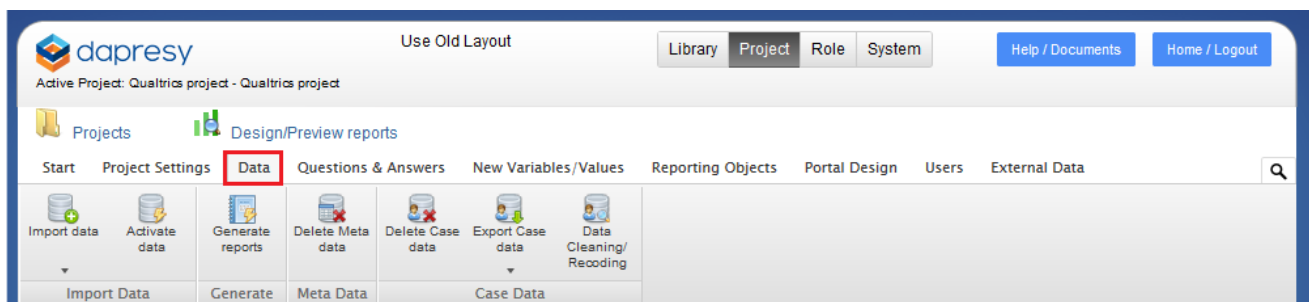 dapresy
Use Old Layout
Library Project Role System
Help / Documents
Home / Logout
Active Project: Qualtrics project - Qualtrics project
Projects
Design/Preview reports
Start Project Settings Data Questions & Answers New Variables/Values Reporting Objects Portal Design Users External Data
Import data
Activate
data
Generate
reports
Delete Meta
data
Delete Case
data
Export Case
data
Data
Cleaning/
Recoding
Import Data
Generate
Meta Data
Case Data